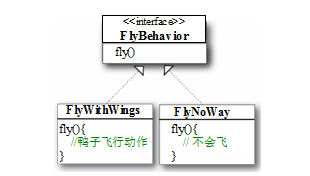 <<interface>>
FlyBehavior
fly()
FlyWithWings
fly(){
//鸭子飞行动作
}
FlyNoWay
fly(){
// 不会飞
}